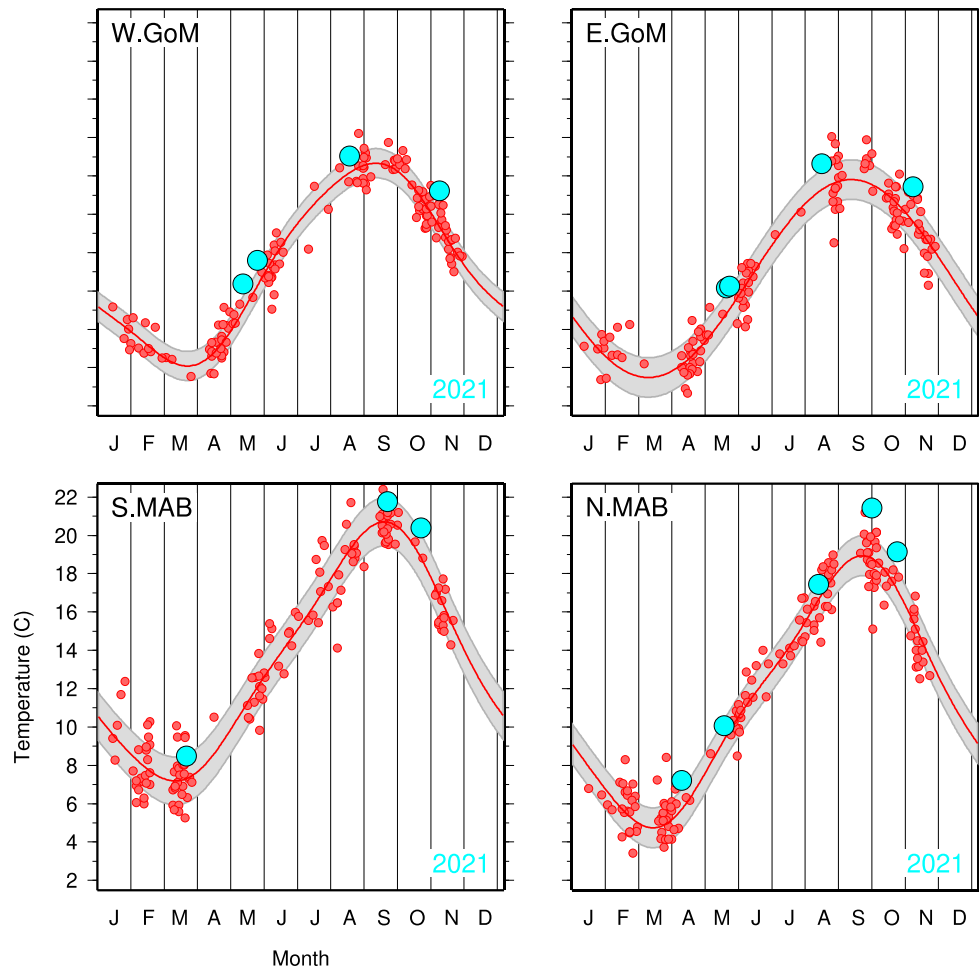 W.GoM
E.GoM
2021
2021
J F M A M J J A S O N D
J F M A M J J A S O N D
S.MAB
N.MAB
22
20
18
16
14
12
10
8
6
4
2
Temperature (C)
2021
2021
J F M A M J J A S O N D
J F M A M J J A S O N D
Month